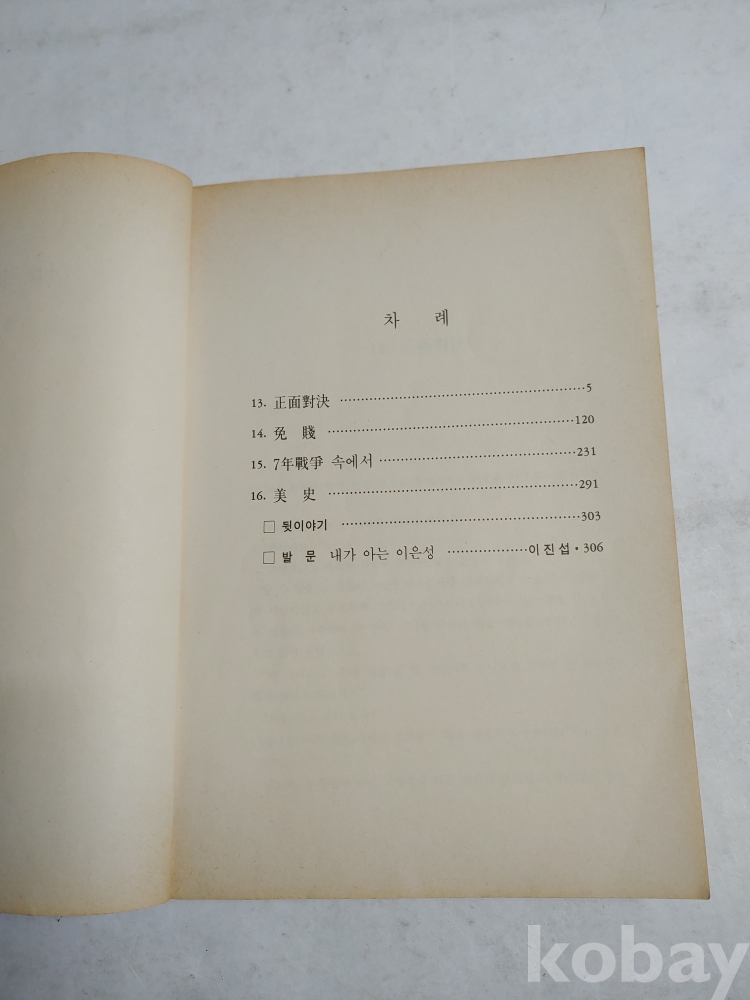 차 례
13. 正面對決 ·····5
14. 免 賤 ·····120
15. 7年戰爭 속에서 ·····231
16. 美 史 ·····291
□ 뒷이야기 ·····303
□ 발 문 내가 아는 이은성 ·····이진섭·306
kobay